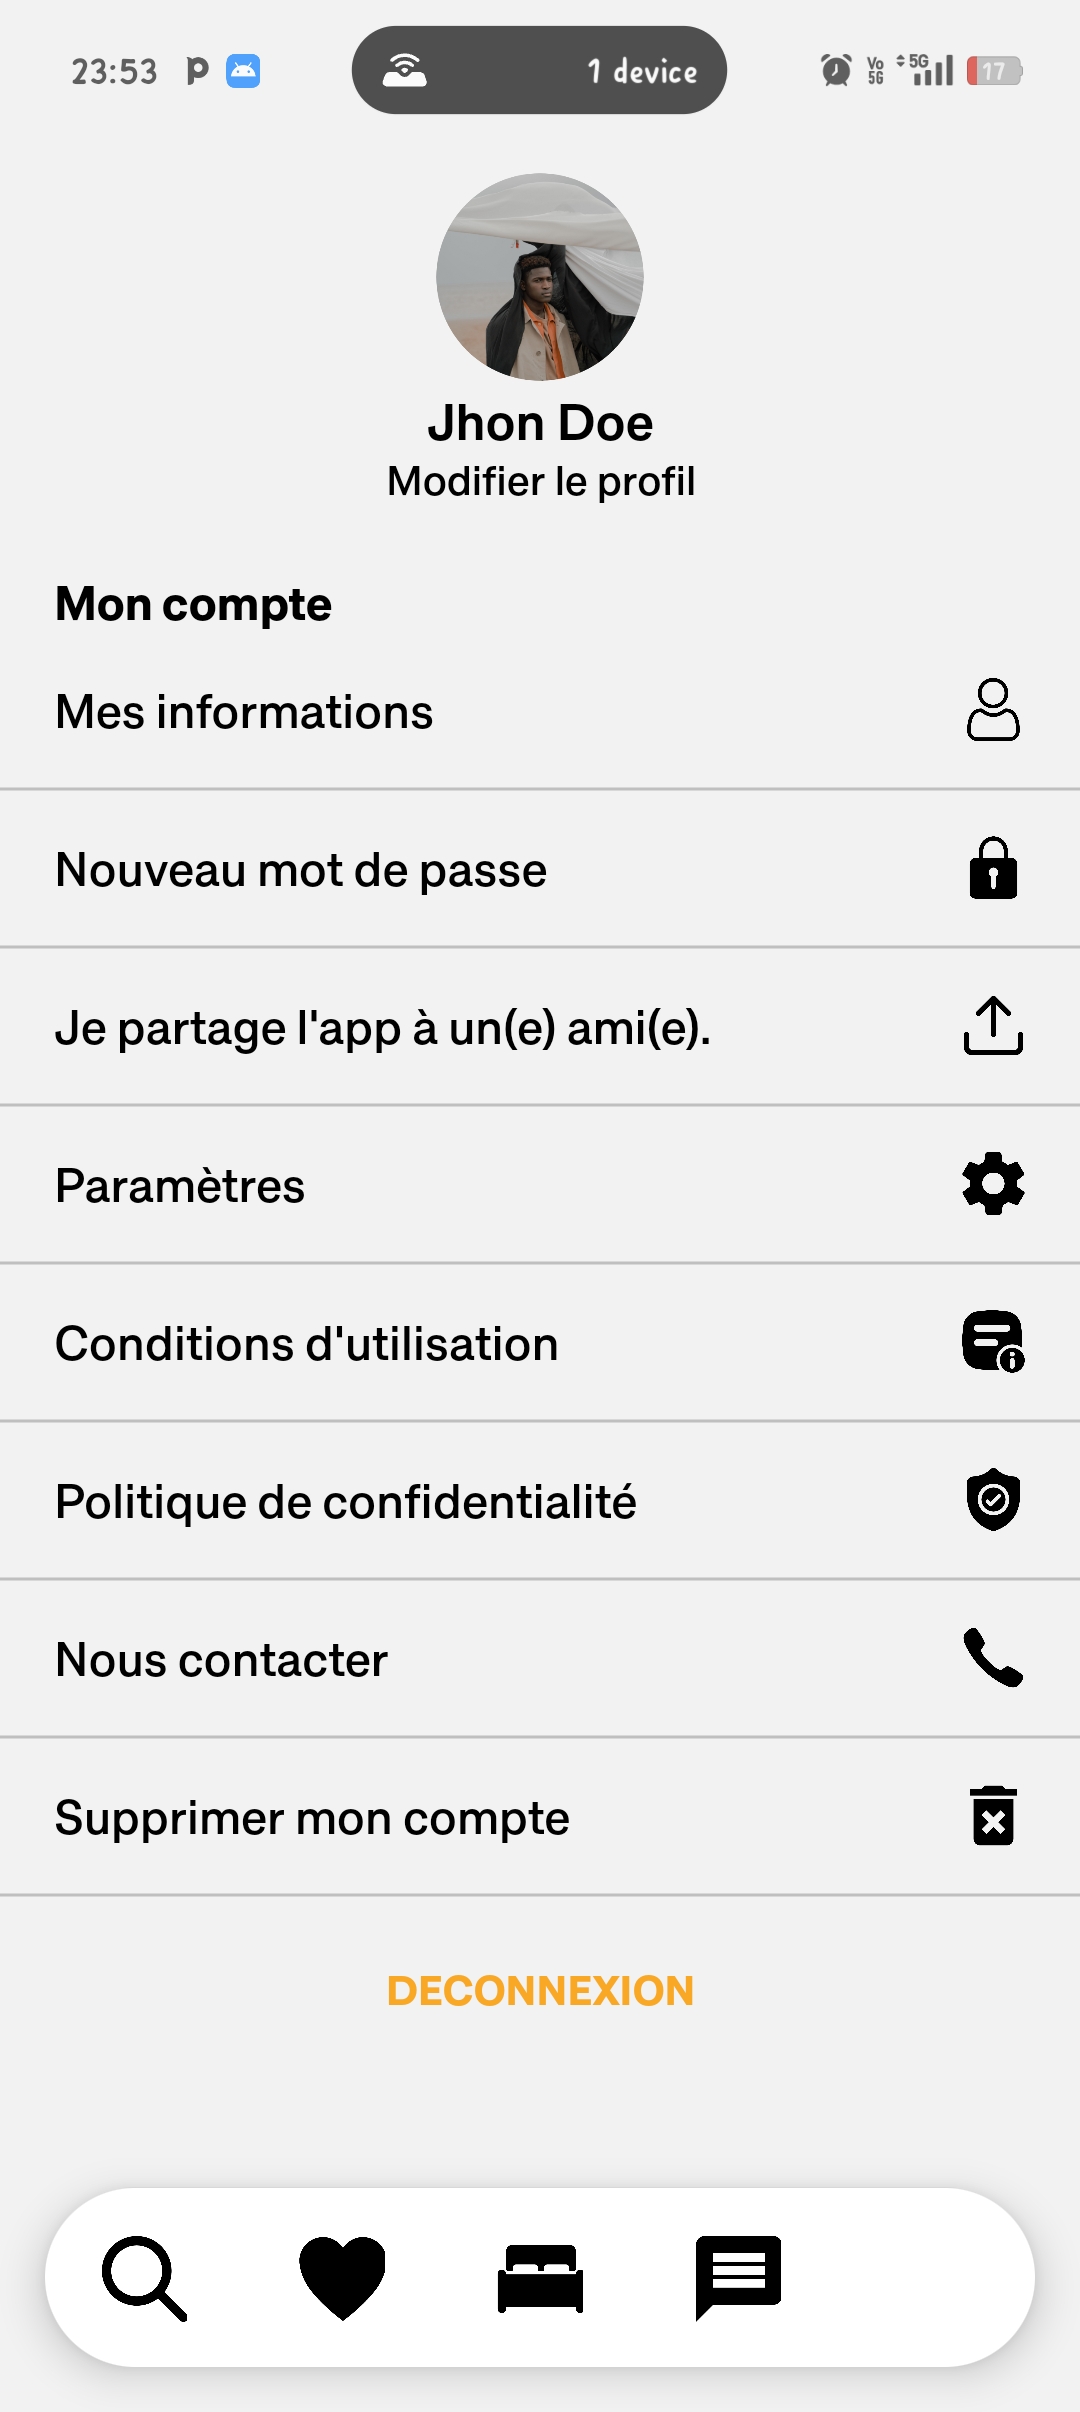 23:53
1 device
Vo
5G
5G
17
Jhon Doe
Modifier le profil
Mon compte
Mes informations
Nouveau mot de passe
Je partage l'app à un(e) ami(e).
Paramètres
Conditions d'utilisation
Politique de confidentialité
Nous contacter
Supprimer mon compte
DECONNEXION